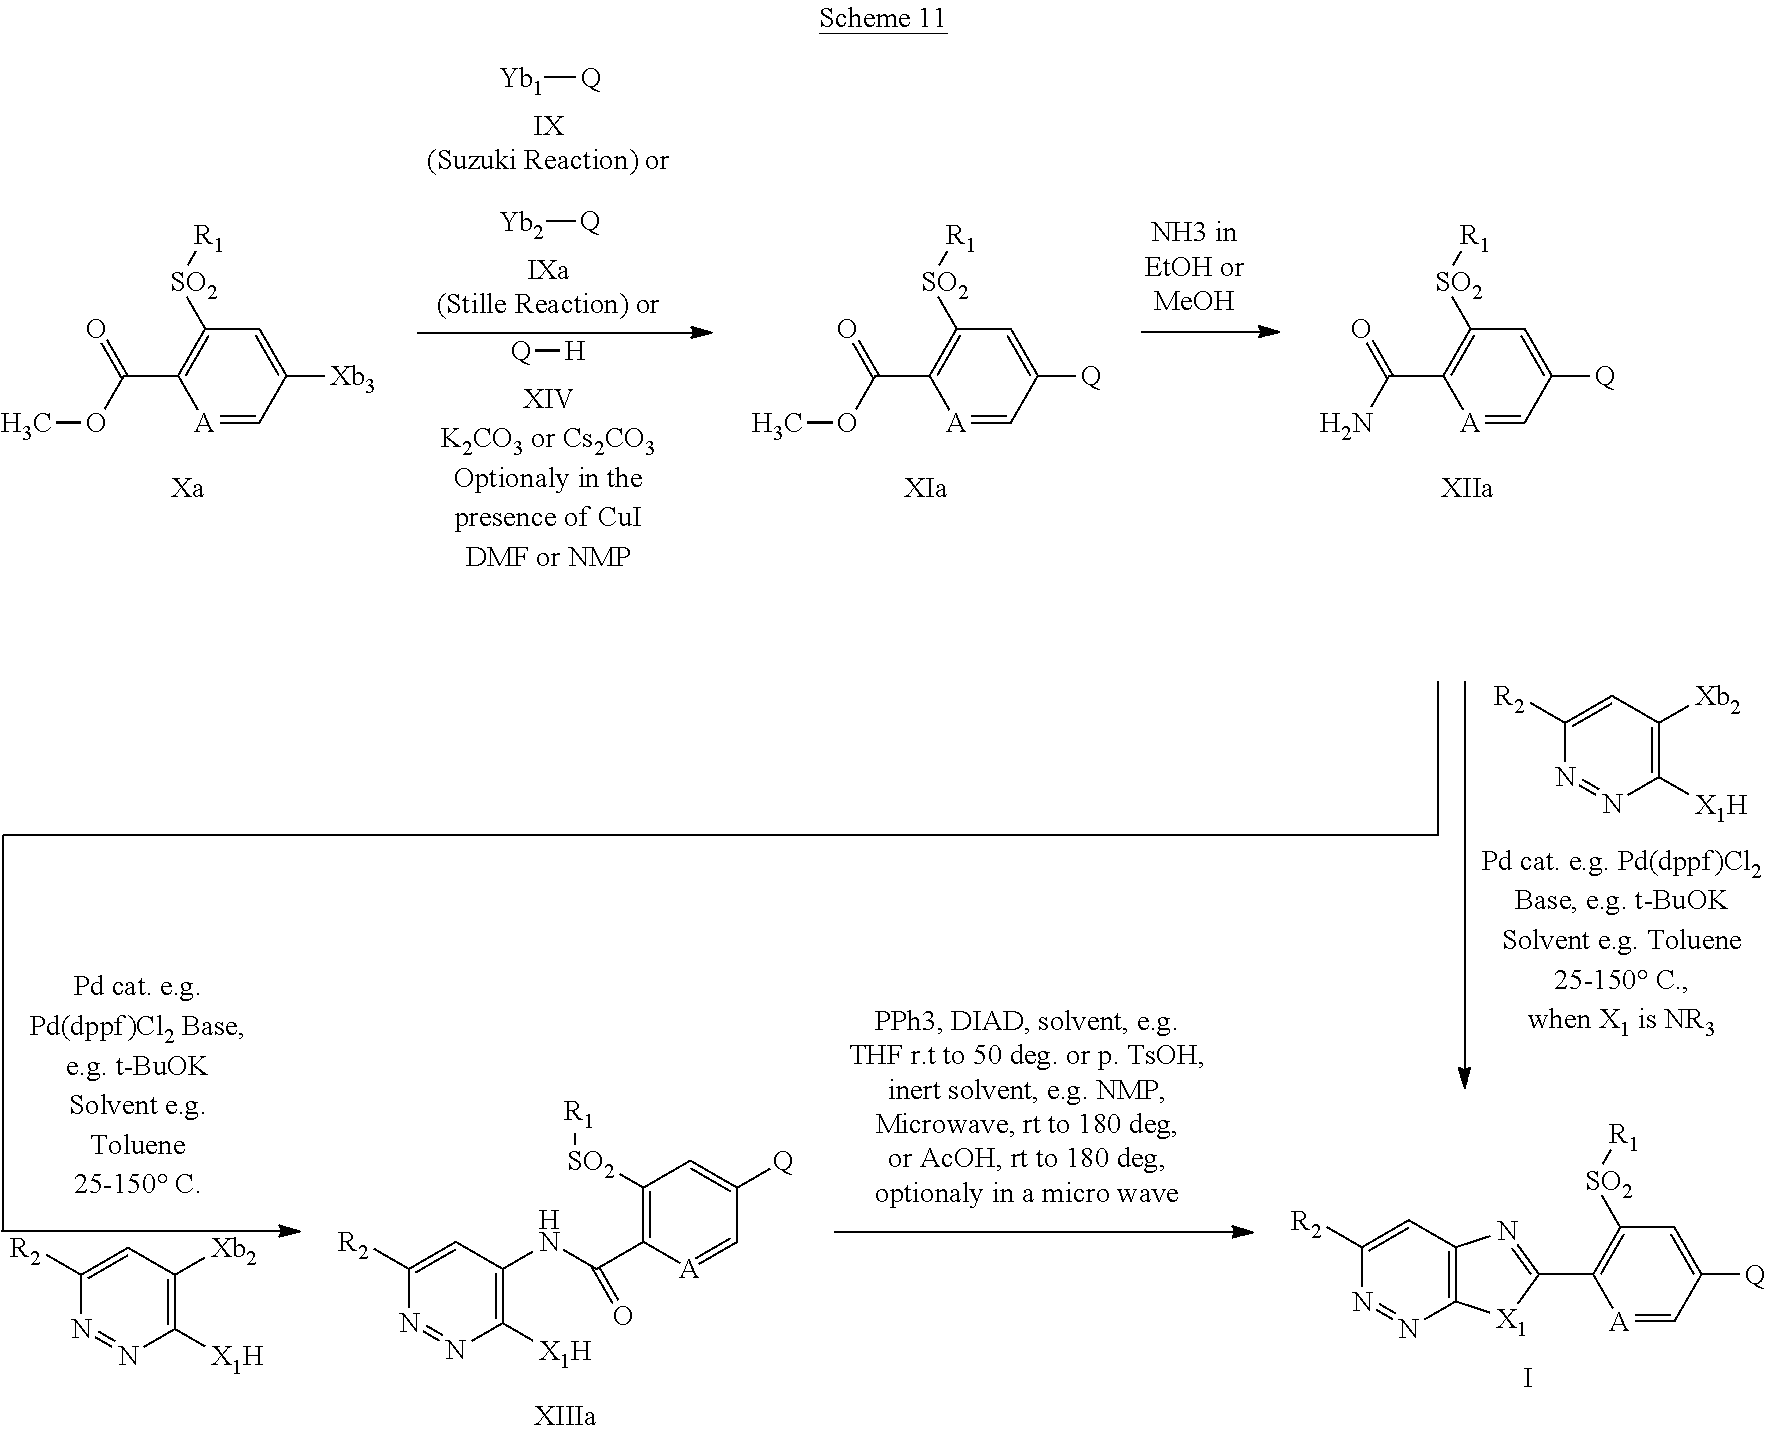 Scheme 11
Yb1—Q
IX
(Suzuki Reaction) or
Yb2—Q
IXa
(Stille Reaction) or
Q—H
XIV
K2CO3 or Cs2CO3
Optionaly in the
presence of CuI
DMF or NMP
R1
SO2
O
Xb3
H3C—O
A
Xa
R1
SO2
O
Q
H3C—O
A
XIa
NH3 in
EtOH or
MeOH
R1
SO2
O
Q
H2N
A
XIIa
R2
Xb2
N
N
X1H
Pd cat. e.g. Pd(dppf)Cl2
Base, e.g. t-BuOK
Solvent e.g. Toluene
25-150° C.,
when X1 is NR3
Pd cat. e.g.
Pd(dppf)Cl2 Base,
e.g. t-BuOK
Solvent e.g.
Toluene
25-150° C.
R2
Xb2
N
N
X1H
R1
SO2
Q
H
N
R2
A
O
N
N
X1H
XIIIa
PPh3, DIAD, solvent, e.g.
THF r.t to 50 deg. or p. TsOH,
inert solvent, e.g. NMP,
Microwave, rt to 180 deg,
or AcOH, rt to 180 deg,
optionaly in a micro wave
R1
SO2
R2
N
Q
N
N
X1
A
I